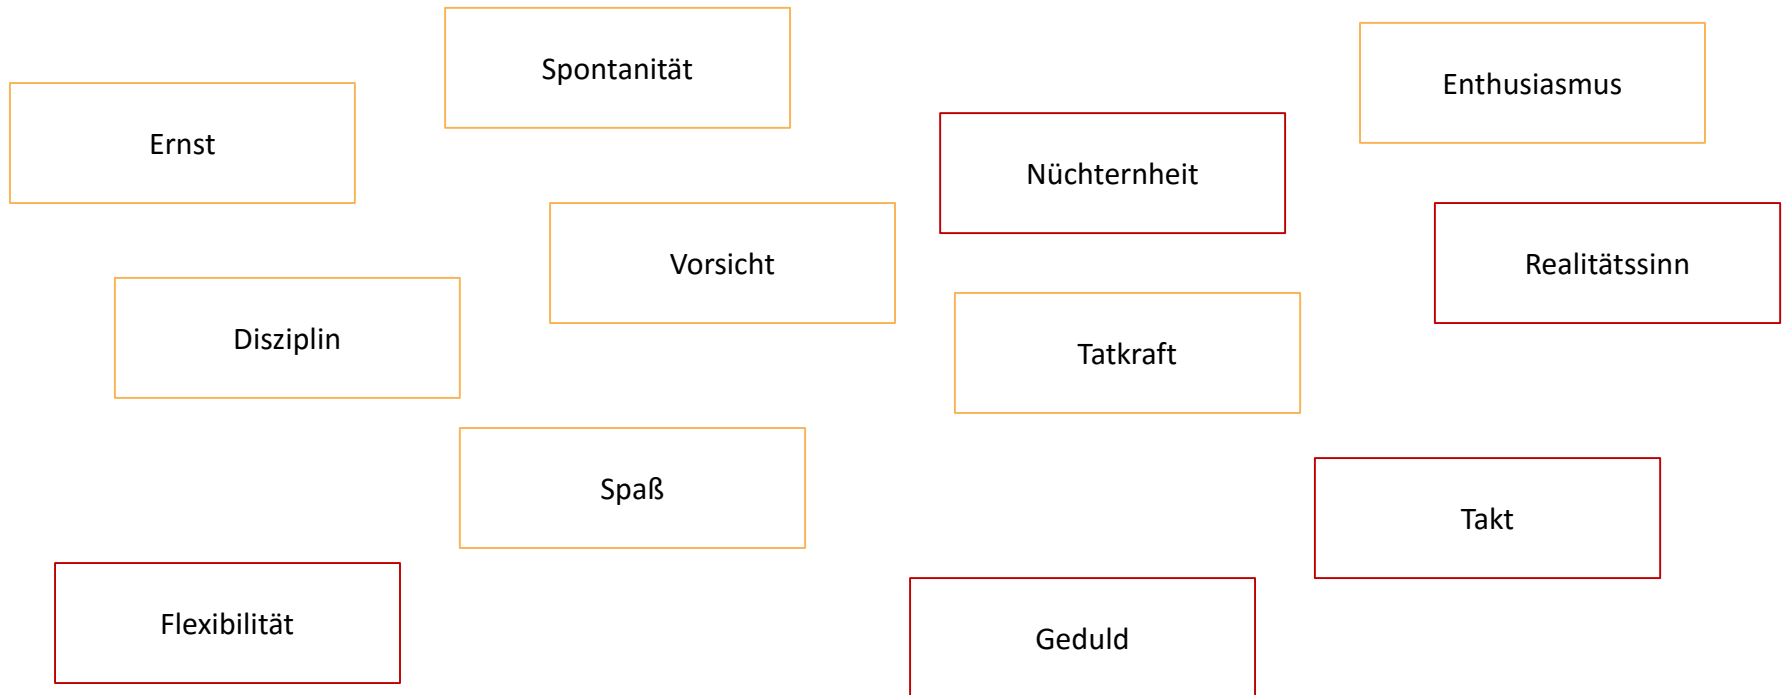 Spontanität
Enthusiasmus
Ernst
Nüchternheit
Vorsicht
Realitätssinn
Disziplin
Tatkraft
Spaß
Takt
Flexibilität
Geduld